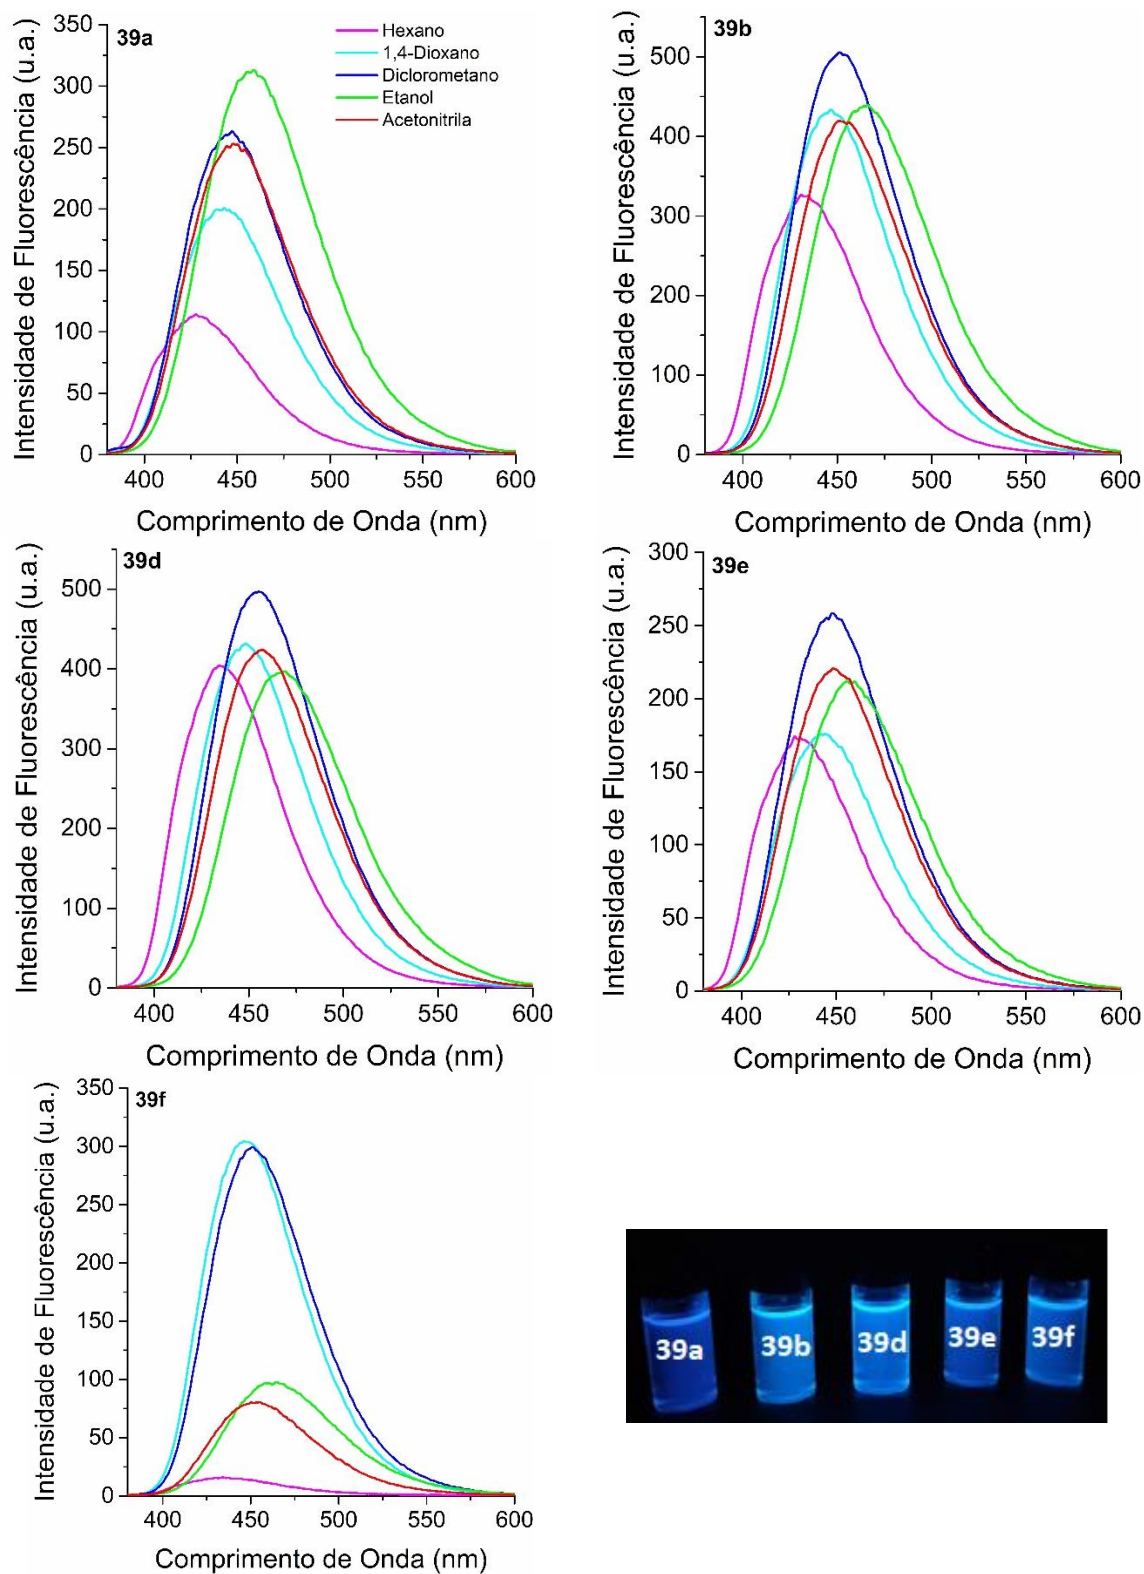 39a
Hexano
1,4-Dioxano
Diclorometano
Etanol
Acetonitrila
Intensidade de Fluorescência (u.a.)
350
300
250
200
150
100
50
0
400 450 500 550 600
Comprimento de Onda (nm)
39b
Intensidade de Fluorescência (u.a.)
500
400
300
200
100
0
400 450 500 550 600
Comprimento de Onda (nm)
39d
Intensidade de Fluorescência (u.a.)
500
400
300
200
100
0
400 450 500 550 600
Comprimento de Onda (nm)
39e
Intensidade de Fluorescência (u.a.)
300
250
200
150
100
50
0
400 450 500 550 600
Comprimento de Onda (nm)
39f
Intensidade de Fluorescência (u.a.)
350
300
250
200
150
100
50
0
400 450 500 550 600
Comprimento de Onda (nm)
39a 39b 39d 39e 39f